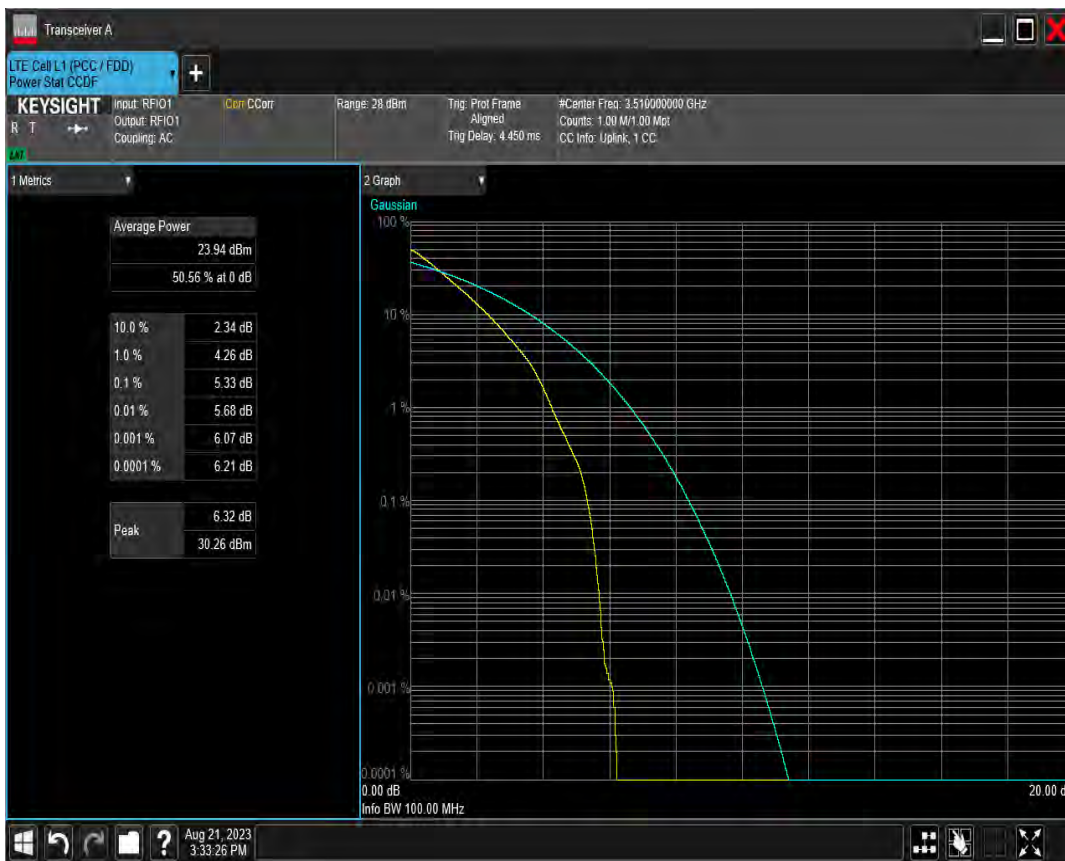 Transceiver A
LTE Cell L1 (PCC / FDD)
Power Stat CCDF
+
KEYSIGHT
R T
LXI
Input: RFIO1
Output: RFIO1
Coupling: AC
Corr CCorr
Range: 28 dBm
Trig: Prot Frame
Aligned
Trig Delay: 4.450 ms
#Center Freq: 3.510000000 GHz
Counts: 1.00 M/1.00 Mpt
CC Info: Uplink, 1 CC
1 Metrics
Average Power
23.94 dBm
50.56 % at 0 dB
10.0 % 2.34 dB
1.0 % 4.26 dB
0.1 % 5.33 dB
0.01 % 5.68 dB
0.001 % 6.07 dB
0.0001 % 6.21 dB
Peak 6.32 dB
30.26 dBm
2 Graph
Gaussian
100 %
10 %
1 %
0.1 %
0.01 %
0.001 %
0.0001 %
0.00 dB 20.00 d
Info BW 100.00 MHz
?
Aug 21, 2023
3:33:26 PM